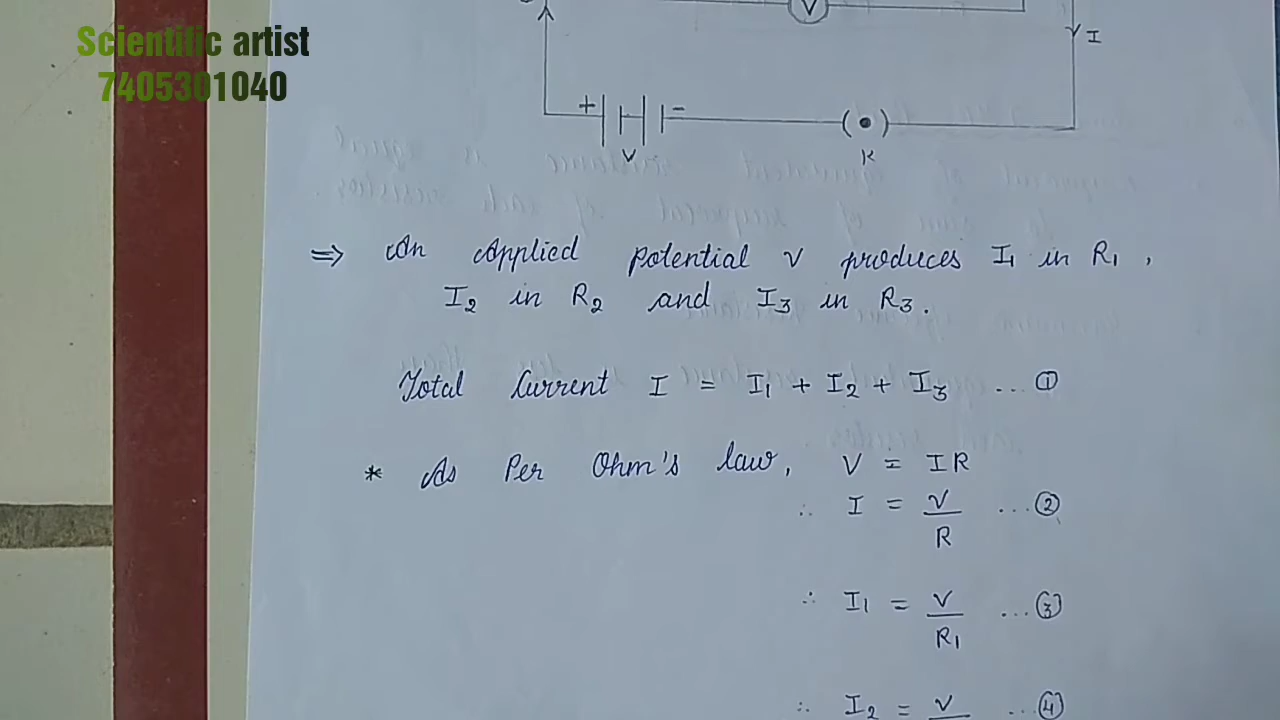 Scientific artist
7405301040
V
I
+ -
V
K
⇒ An Applied potential V produces I1 in R1 ,
I2 in R2 and I3 in R3 .
Total Current I = I1 + I2 + I3 ... ①
* As Per Ohm's law, V = IR
∴ I = V/R ... ②
∴ I1 = V/R1 ... ③
∴ I2 = V ... ④